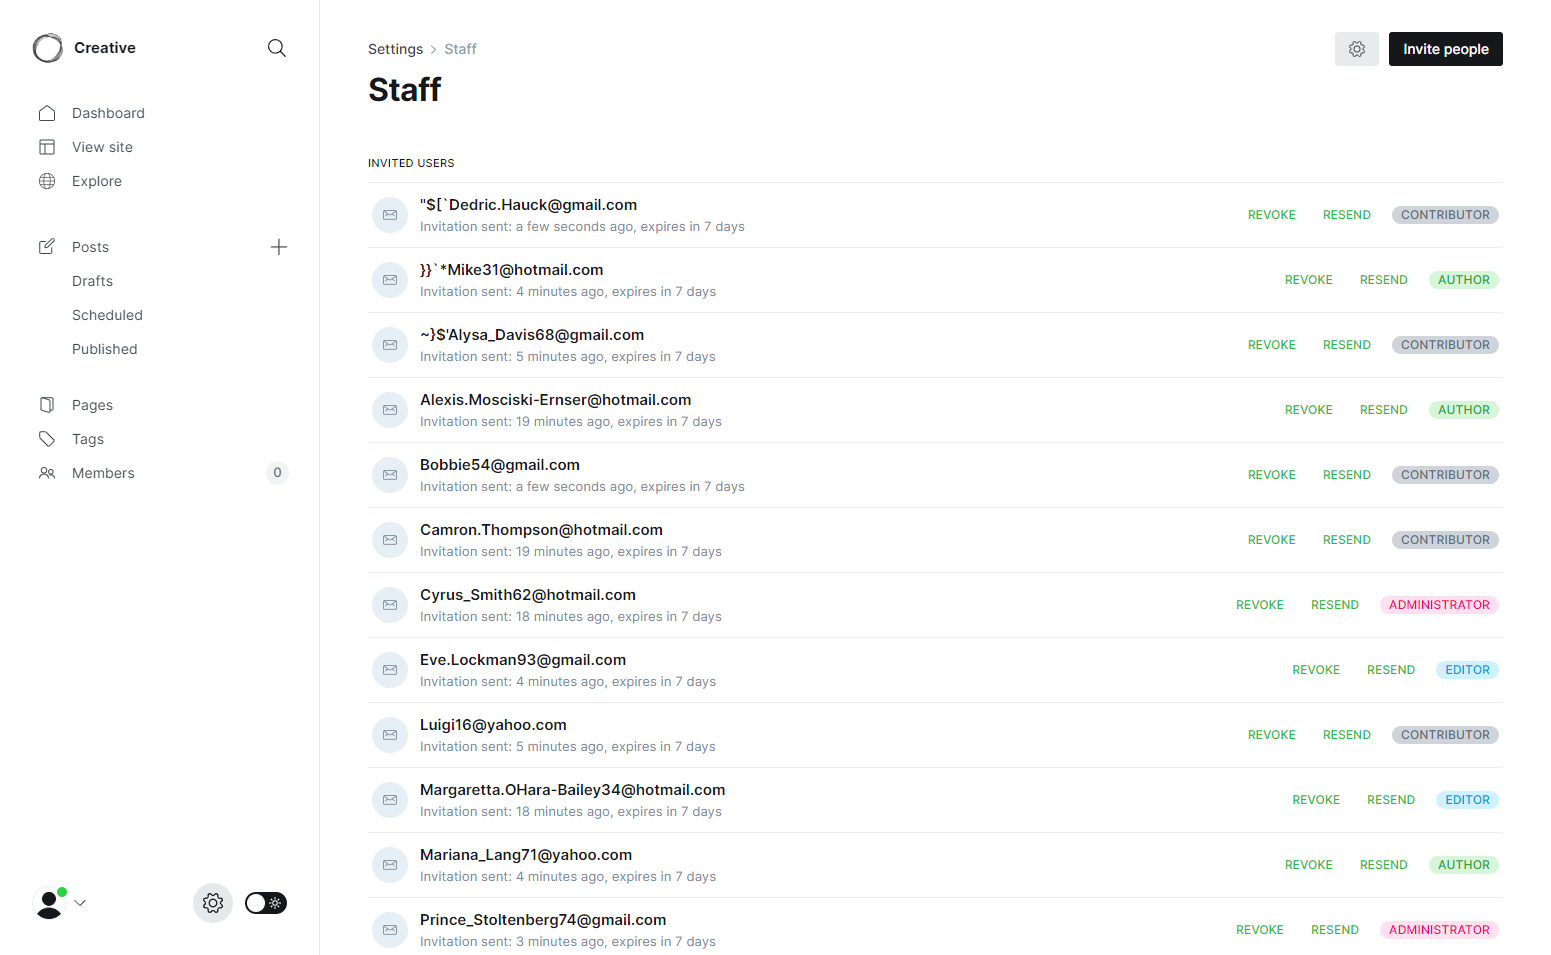 Creative
Dashboard
View site
Explore
Posts
Drafts
Scheduled
Published
Pages
Tags
Members 0
Settings > Staff
Invite people
Staff
INVITED USERS
"$[`Dedric.Hauck@gmail.com
Invitation sent: a few seconds ago, expires in 7 days
REVOKE RESEND CONTRIBUTOR
}}`*Mike31@hotmail.com
Invitation sent: 4 minutes ago, expires in 7 days
REVOKE RESEND AUTHOR
~}$'Alysa_Davis68@gmail.com
Invitation sent: 5 minutes ago, expires in 7 days
REVOKE RESEND CONTRIBUTOR
Alexis.Mosciski-Ernser@hotmail.com
Invitation sent: 19 minutes ago, expires in 7 days
REVOKE RESEND AUTHOR
Bobbie54@gmail.com
Invitation sent: a few seconds ago, expires in 7 days
REVOKE RESEND CONTRIBUTOR
Camron.Thompson@hotmail.com
Invitation sent: 19 minutes ago, expires in 7 days
REVOKE RESEND CONTRIBUTOR
Cyrus_Smith62@hotmail.com
Invitation sent: 18 minutes ago, expires in 7 days
REVOKE RESEND ADMINISTRATOR
Eve.Lockman93@gmail.com
Invitation sent: 4 minutes ago, expires in 7 days
REVOKE RESEND EDITOR
Luigi16@yahoo.com
Invitation sent: 5 minutes ago, expires in 7 days
REVOKE RESEND CONTRIBUTOR
Margaretta.OHara-Bailey34@hotmail.com
Invitation sent: 18 minutes ago, expires in 7 days
REVOKE RESEND EDITOR
Mariana_Lang71@yahoo.com
Invitation sent: 4 minutes ago, expires in 7 days
REVOKE RESEND AUTHOR
Prince_Stoltenberg74@gmail.com
Invitation sent: 3 minutes ago, expires in 7 days
REVOKE RESEND ADMINISTRATOR